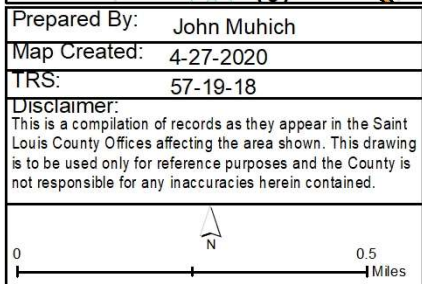 Prepared By: John Muhich
Map Created: 4-27-2020
TRS: 57-19-18
Disclaimer:
This is a compilation of records as they appear in the Saint
Louis County Offices affecting the area shown. This drawing
is to be used only for reference purposes and the County is
not responsible for any inaccuracies herein contained.
N
0 0.5
Miles